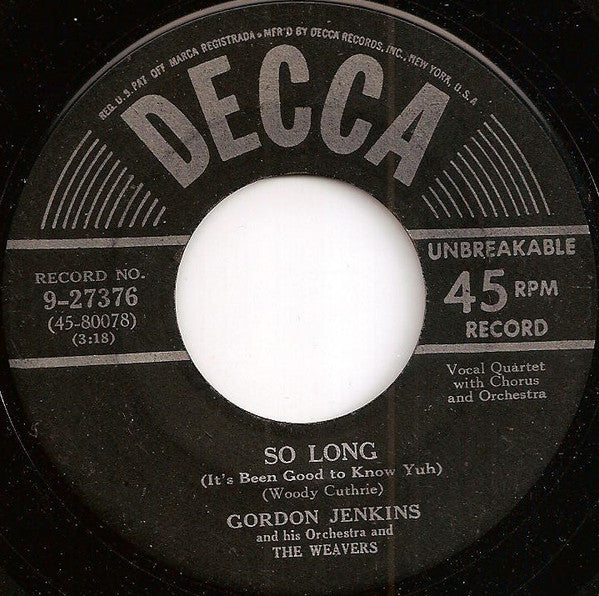 REG. U.S. PAT. OFF. MARCA REGISTRADA • MFR'D BY DECCA RECORDS, INC., NEW YORK, U.S.A.
DECCA
RECORD NO.
9-27376
(45-80078)
(3:18)
UNBREAKABLE
45 RPM
RECORD
Vocal Quartet
with Chorus
and Orchestra
SO LONG
(It's Been Good to Know Yuh)
(Woody Cuthrie)
GORDON JENKINS
and his Orchestra and
THE WEAVERS